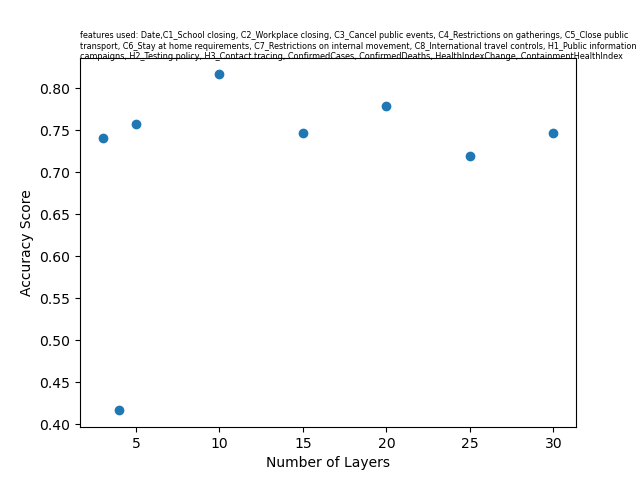 features used: Date,C1_School closing, C2_Workplace closing, C3_Cancel public events, C4_Restrictions on gatherings, C5_Close public
transport, C6_Stay at home requirements, C7_Restrictions on internal movement, C8_International travel controls, H1_Public information
campaigns, H2_Testing policy, H3_Contact tracing, ConfirmedCases, ConfirmedDeaths, HealthIndexChange, ContainmentHealthIndex
0.80
0.75
0.70
0.65
0.60
0.55
0.50
0.45
0.40
Accuracy Score
5 10 15 20 25 30
Number of Layers